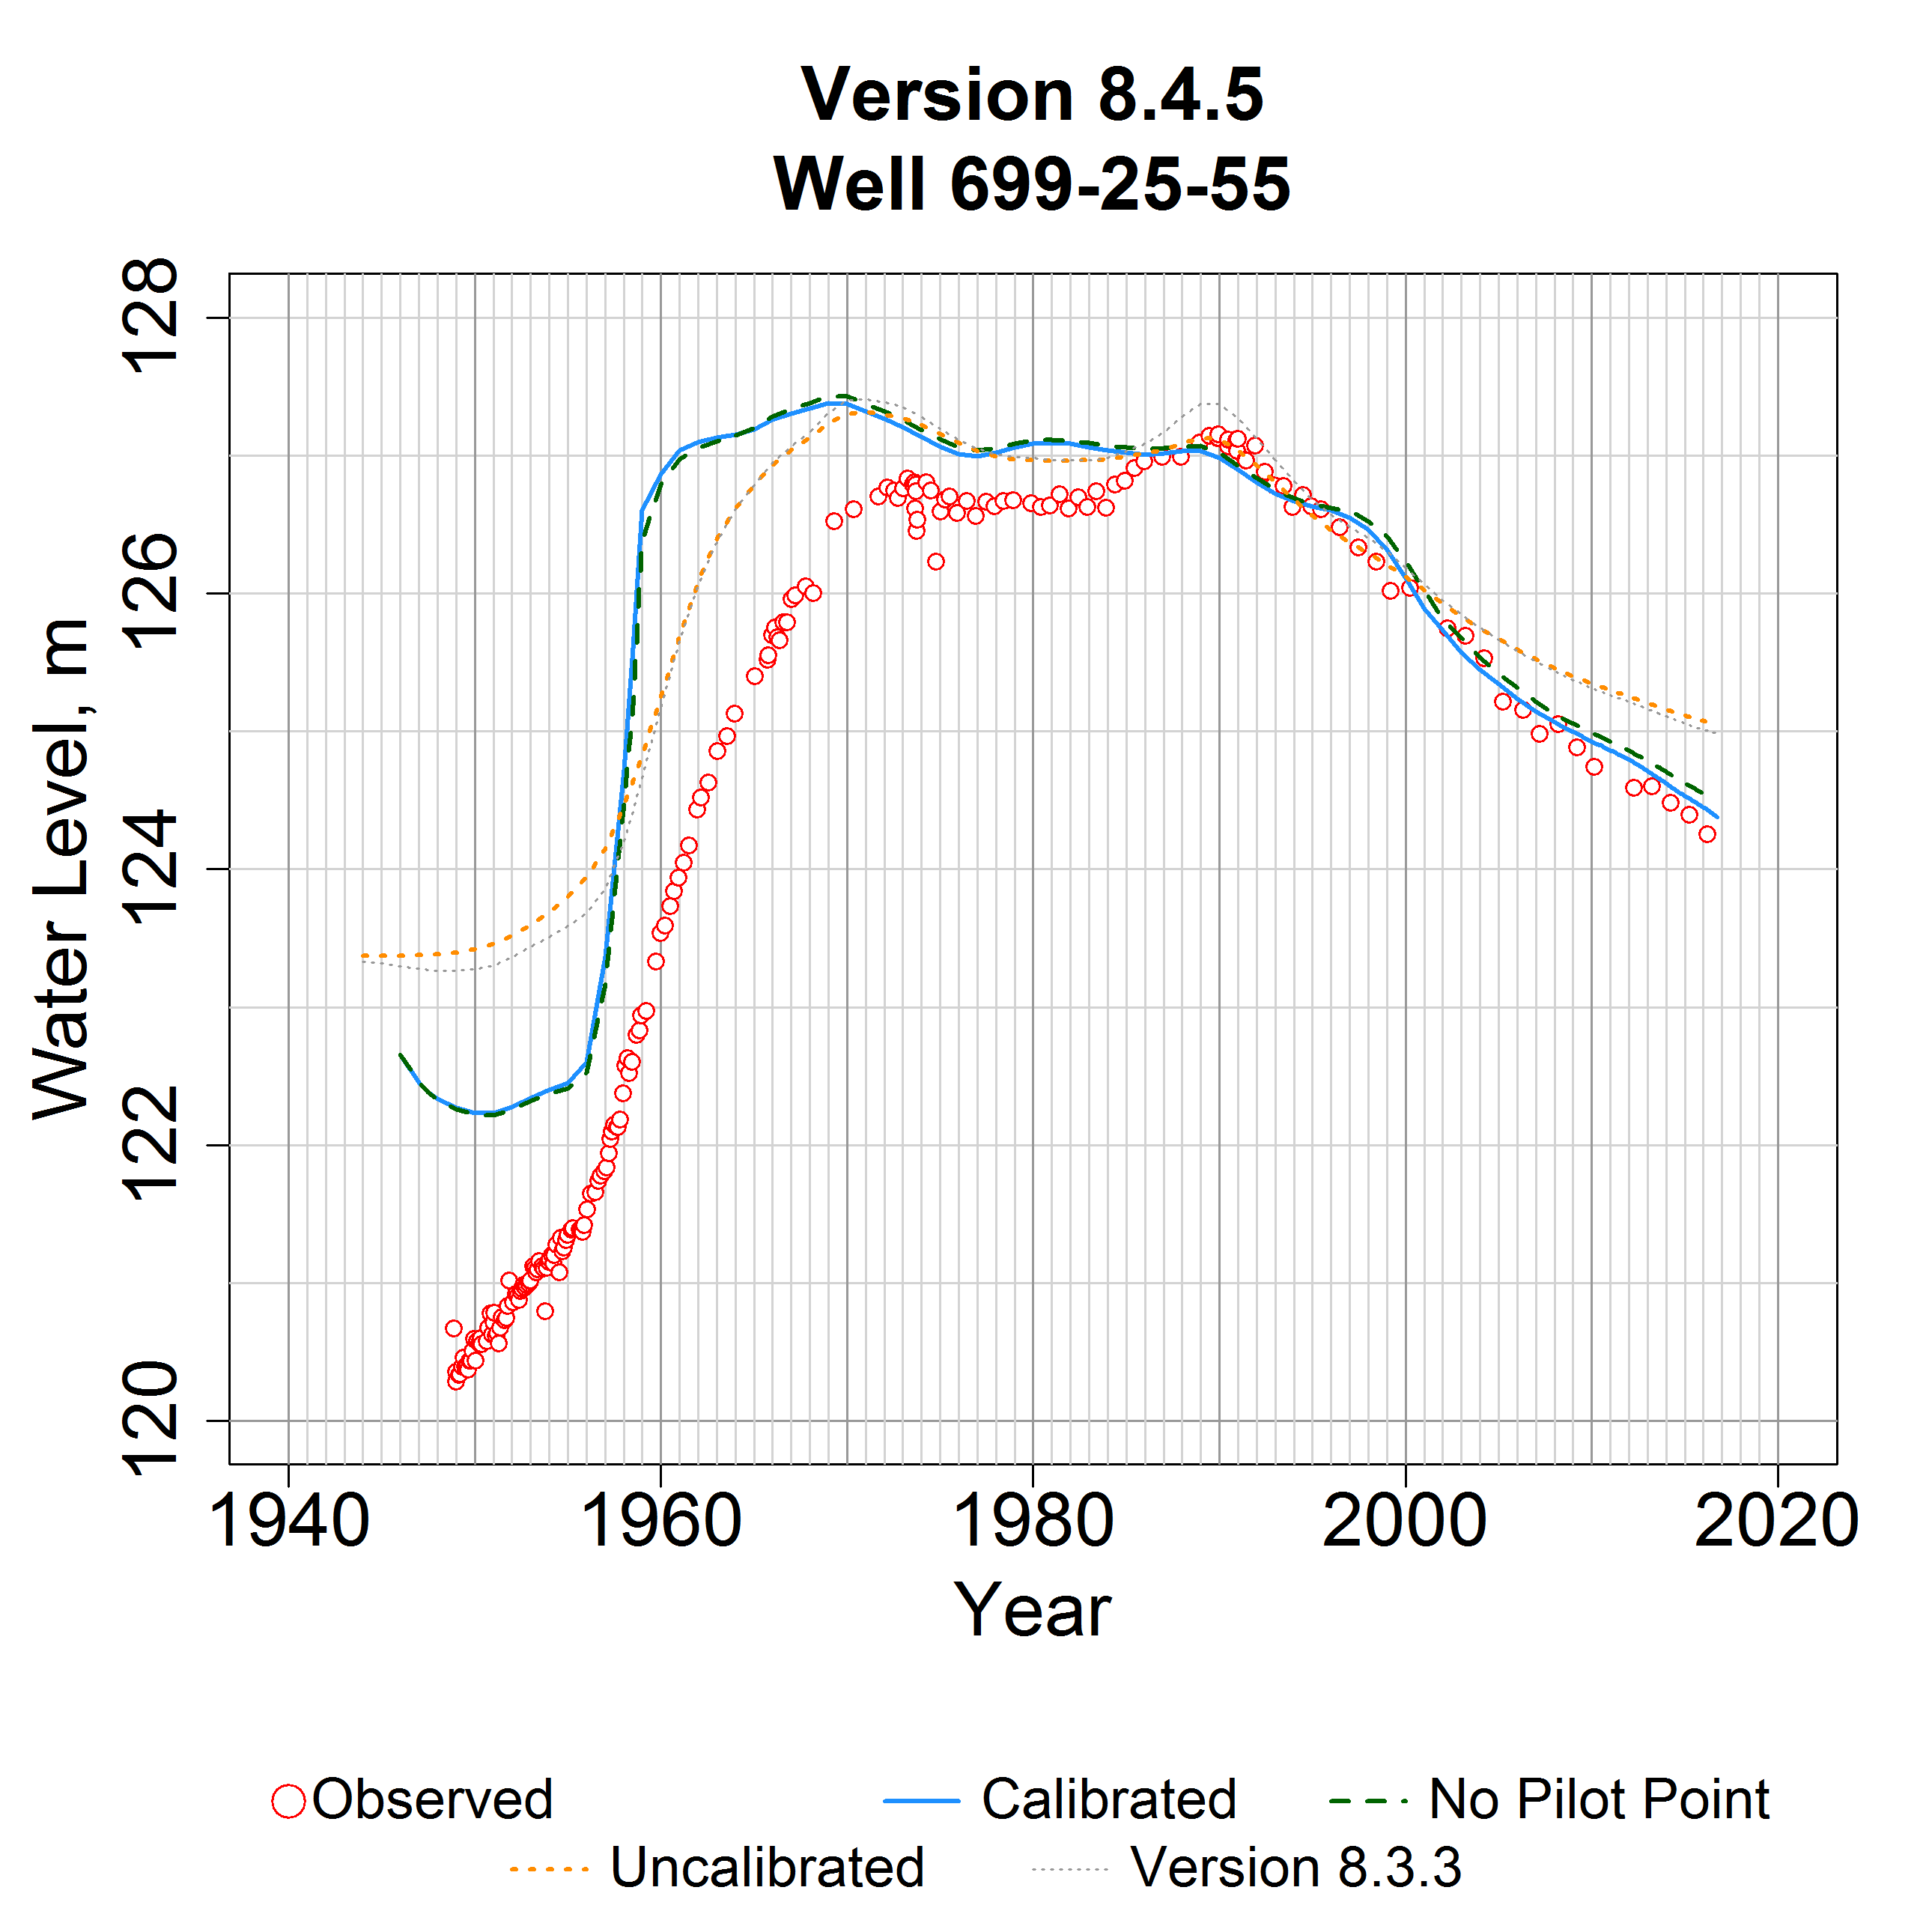 Version 8.4.5
Well 699-25-55
Water Level, m
128
126
124
122
120
1940 1960 1980 2000 2020
Year
Observed Calibrated No Pilot Point
Uncalibrated Version 8.3.3